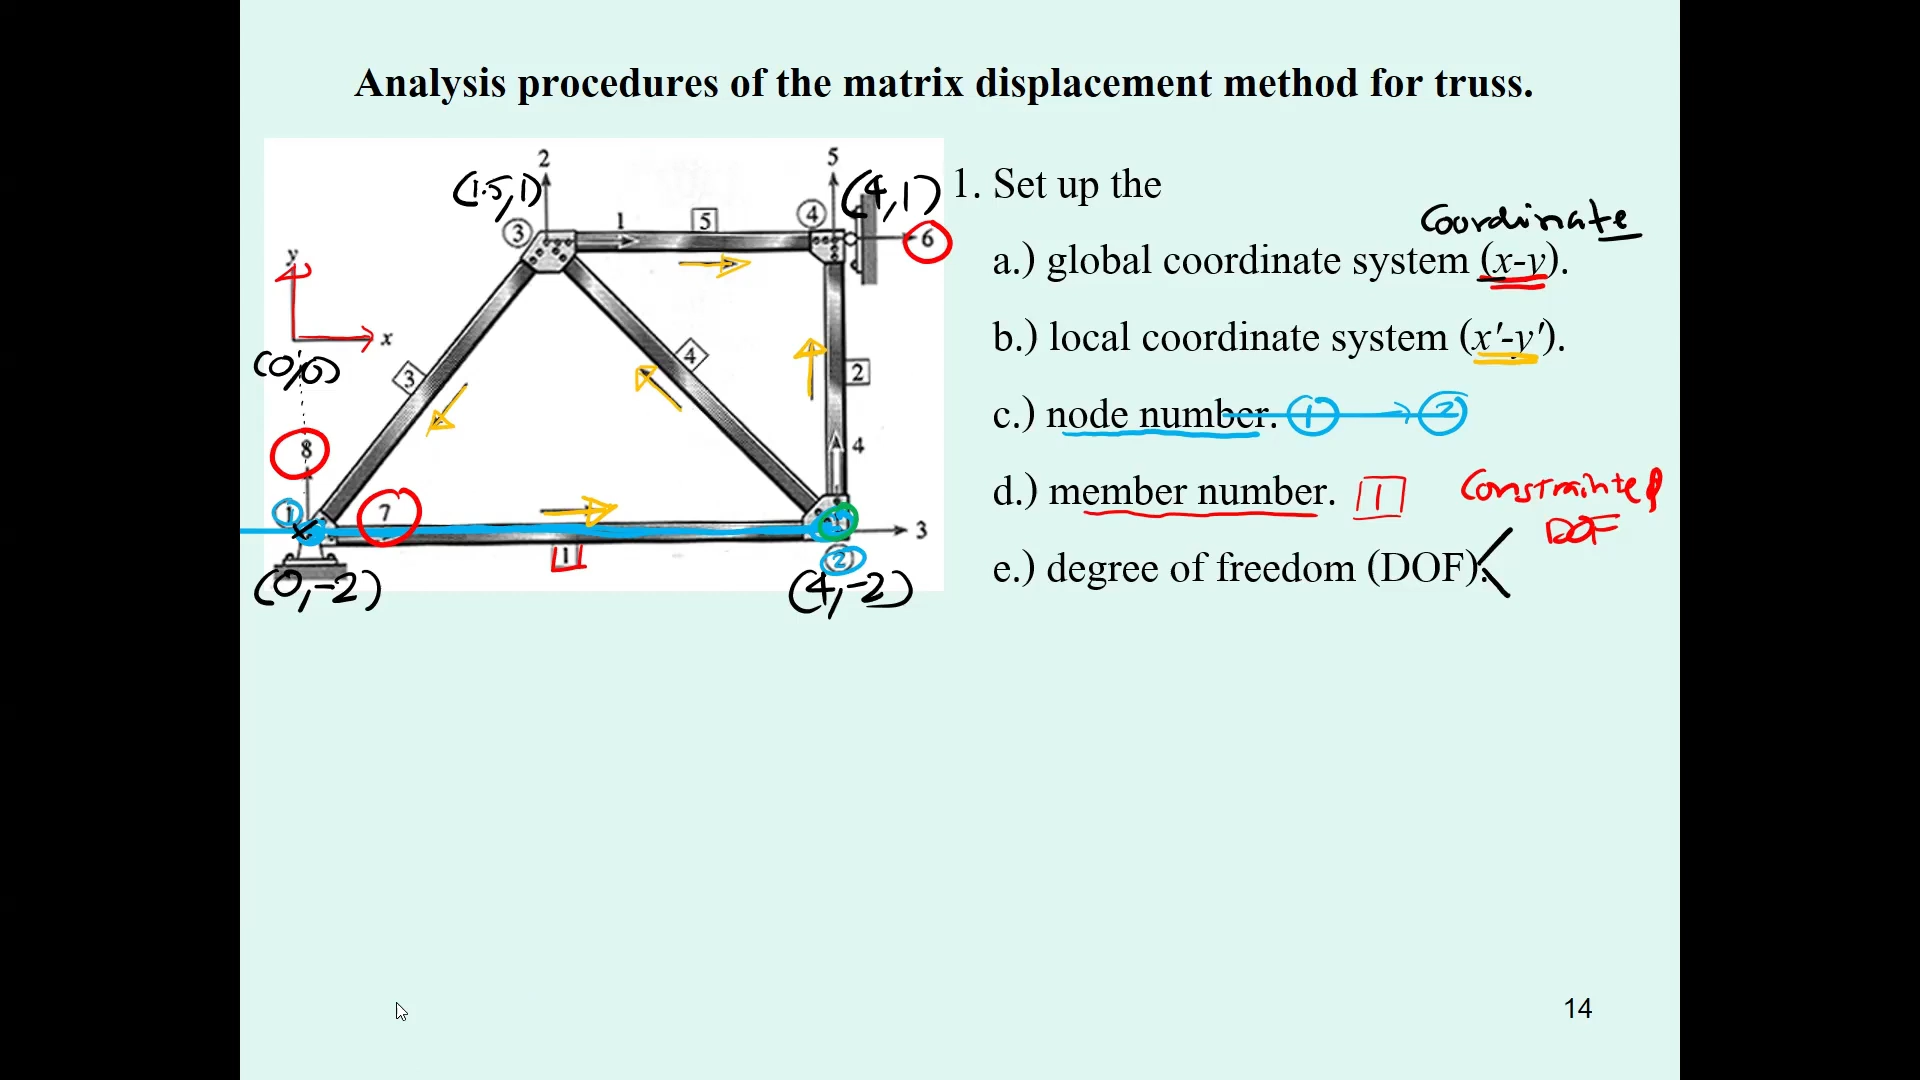 Analysis procedures of the matrix displacement method for truss.
2
5
(1.5,1)
(4,1)
1. Set up the
3
1
5
4
6
Coordinate
a.) global coordinate system (x-y).
y
x
(0,0)
b.) local coordinate system (x'-y').
3
4
2
c.) node number. 1 2
8
4
d.) member number. 1
Constrainted
DOF
1
7
3
1
2
e.) degree of freedom (DOF).
(0,-2)
(4,-2)
14